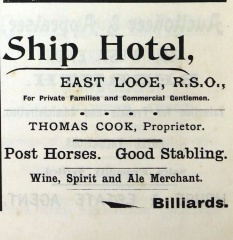 Ship Hotel,
EAST LOOE, R.S.O.,
For Private Families and Commercial Gentlemen.
THOMAS COOK, Proprietor.
Post Horses. Good Stabling.
Wine, Spirit and Ale Merchant.
Billiards.